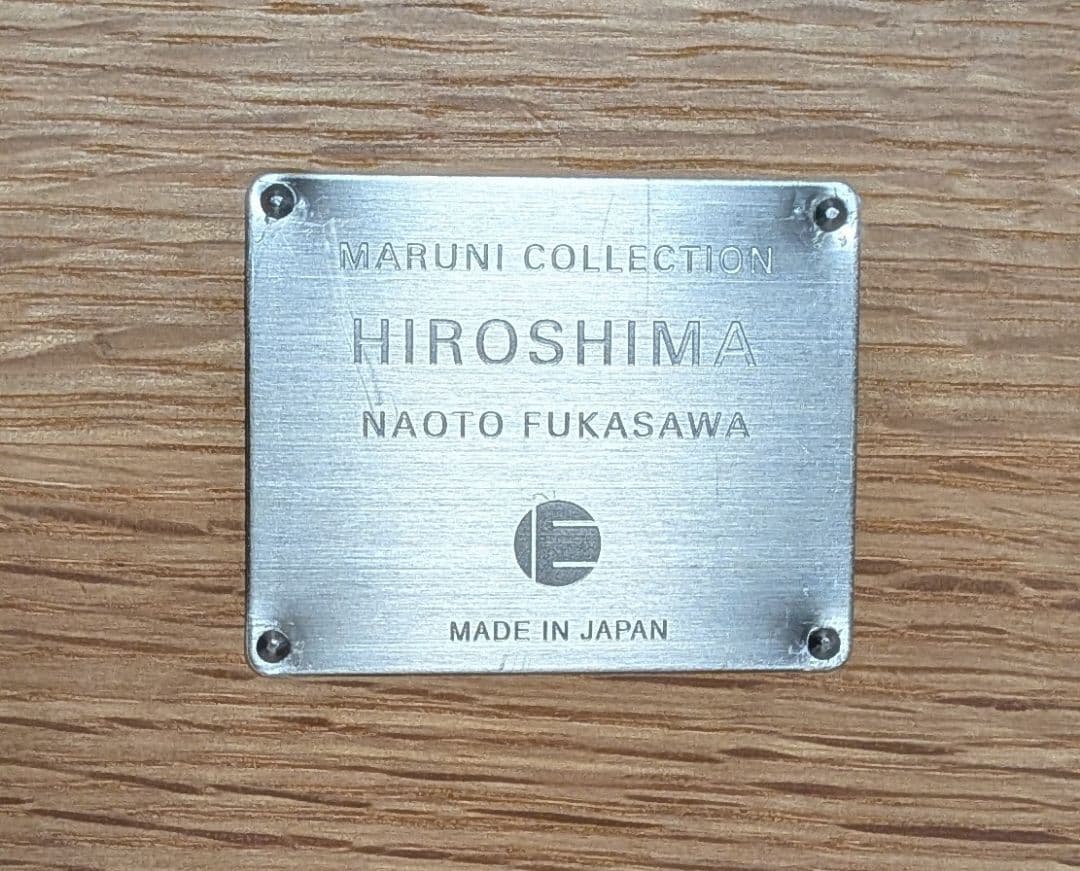 MARUNI COLLECTION
HIROSHIMA
NAOTO FUKASAWA
MADE IN JAPAN